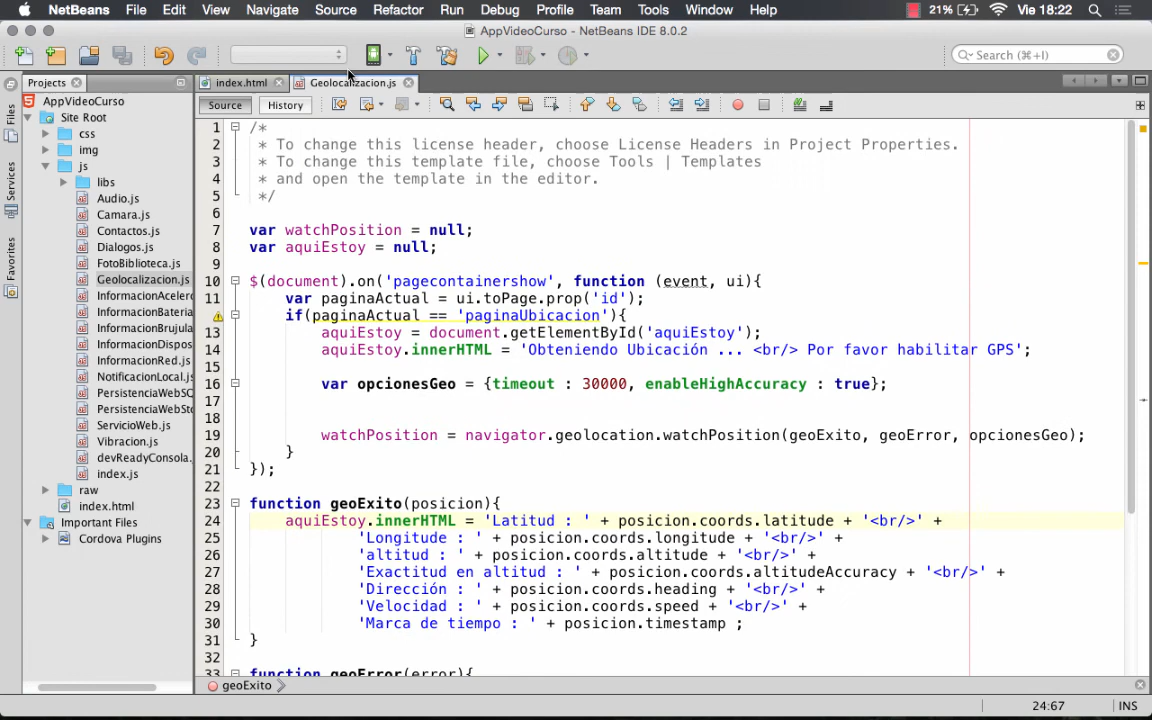 NetBeans File Edit View Navigate Source Refactor Run Debug Profile Team Tools Window Help 21% Vie 18:22
AppVideoCurso - NetBeans IDE 8.0.2
Search (⌘+I)
Projects
index.html
Geolocalizacion.js
Source History
Files
Services
Favorites
AppVideoCurso
Site Root
css
img
js
libs
Audio.js
Camara.js
Contactos.js
Dialogos.js
FotoBiblioteca.js
Geolocalizacion.js
InformacionAceler
InformacionBateria
InformacionBrujula
InformacionDispos
InformacionRed.js
NotificacionLocal.js
PersistenciaWebSQ
PersistenciaWebSto
ServicioWeb.js
Vibracion.js
devReadyConsola.
index.js
raw
index.html
Important Files
Cordova Plugins
1 /*
2 * To change this license header, choose License Headers in Project Properties.
3 * To change this template file, choose Tools | Templates
4 * and open the template in the editor.
5 */
6
7 var watchPosition = null;
8 var aquiEstoy = null;
9
10 $(document).on('pagecontainershow', function (event, ui){
11 var paginaActual = ui.toPage.prop('id');
if(paginaActual == 'paginaUbicacion'){
13 aquiEstoy = document.getElementById('aquiEstoy');
14 aquiEstoy.innerHTML = 'Obteniendo Ubicación ... <br/> Por favor habilitar GPS';
15
16 var opcionesGeo = {timeout : 30000, enableHighAccuracy : true};
17
18
19 watchPosition = navigator.geolocation.watchPosition(geoExito, geoError, opcionesGeo);
20 }
21 });
22
23 function geoExito(posicion){
24 aquiEstoy.innerHTML = 'Latitud : ' + posicion.coords.latitude + '<br/>' +
25 'Longitude : ' + posicion.coords.longitude + '<br/>' +
26 'altitud : ' + posicion.coords.altitude + '<br/>' +
27 'Exactitud en altitud : ' + posicion.coords.altitudeAccuracy + '<br/>' +
28 'Dirección : ' + posicion.coords.heading + '<br/>' +
29 'Velocidad : ' + posicion.coords.speed + '<br/>' +
30 'Marca de tiempo : ' + posicion.timestamp ;
31 }
32
33 function geoError(error){
geoExito
24:67 INS